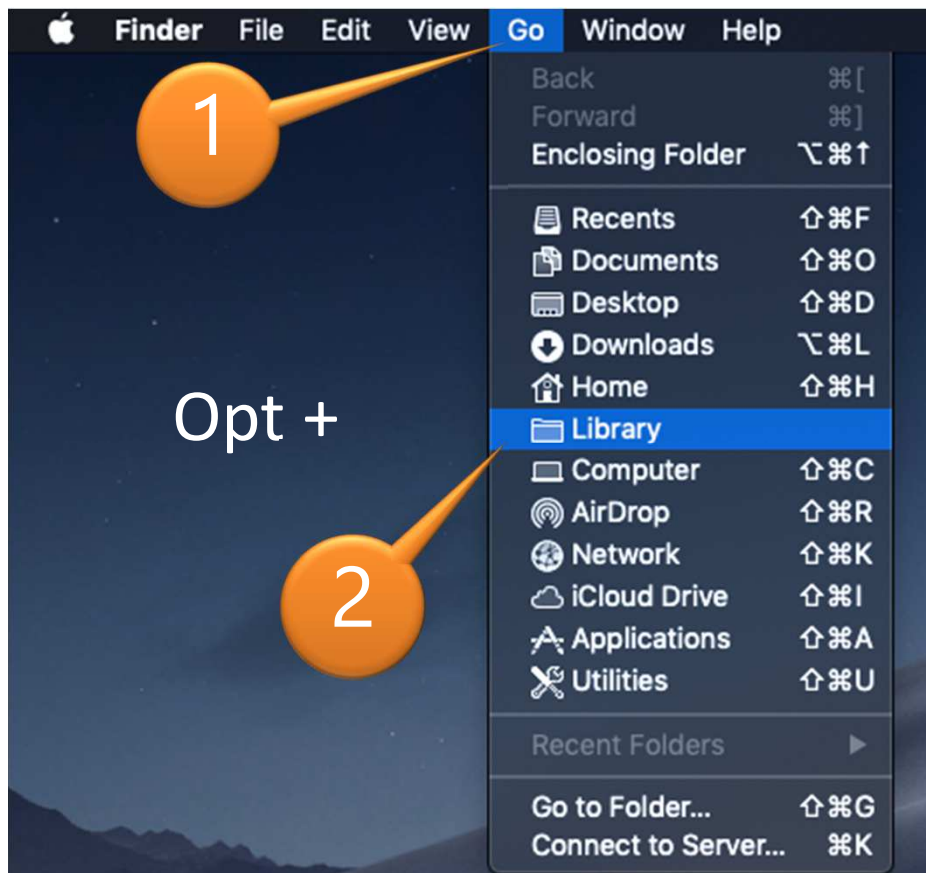 Finder File Edit View Go Window Help
1
Back ⌘[
Forward ⌘]
Enclosing Folder ⌥⌘↑
Recents ⇧⌘F
Documents ⇧⌘O
Desktop ⇧⌘D
Downloads ⌥⌘L
Home ⇧⌘H
Opt +
Library
Computer ⇧⌘C
AirDrop ⇧⌘R
Network ⇧⌘K
2
iCloud Drive ⇧⌘I
Applications ⇧⌘A
Utilities ⇧⌘U
Recent Folders ▶
Go to Folder... ⇧⌘G
Connect to Server... ⌘K